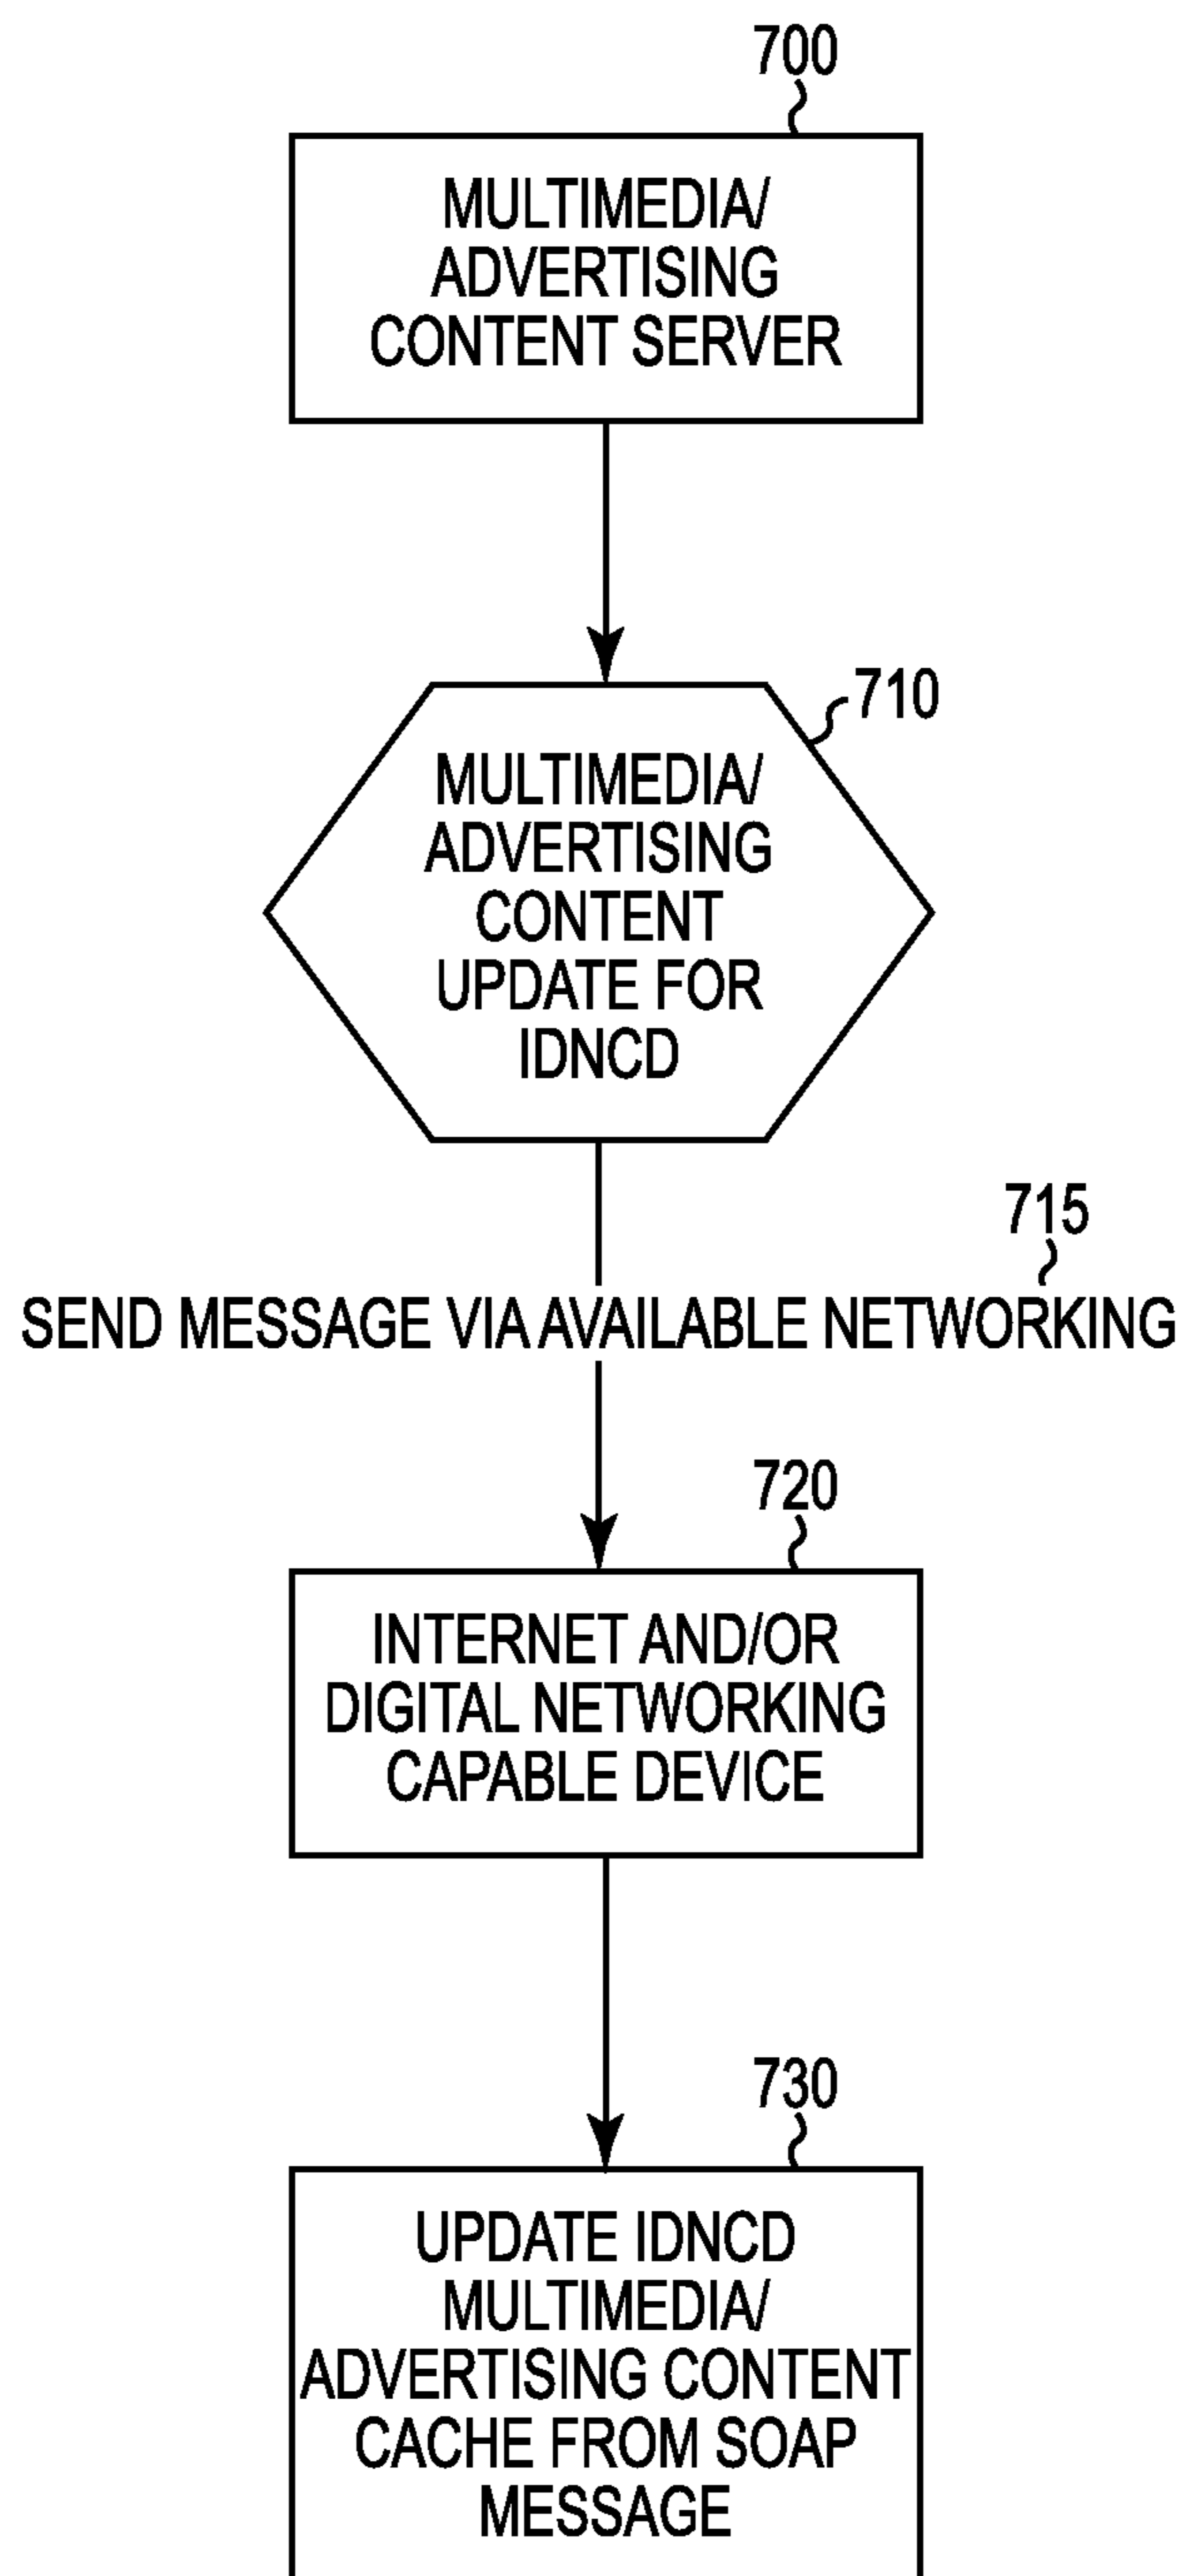 700
MULTIMEDIA/
ADVERTISING
CONTENT SERVER
710
MULTIMEDIA/
ADVERTISING
CONTENT
UPDATE FOR
IDNCD
715
SEND MESSAGE VIA AVAILABLE NETWORKING
720
INTERNET AND/OR
DIGITAL NETWORKING
CAPABLE DEVICE
730
UPDATE IDNCD
MULTIMEDIA/
ADVERTISING CONTENT
CACHE FROM SOAP
MESSAGE